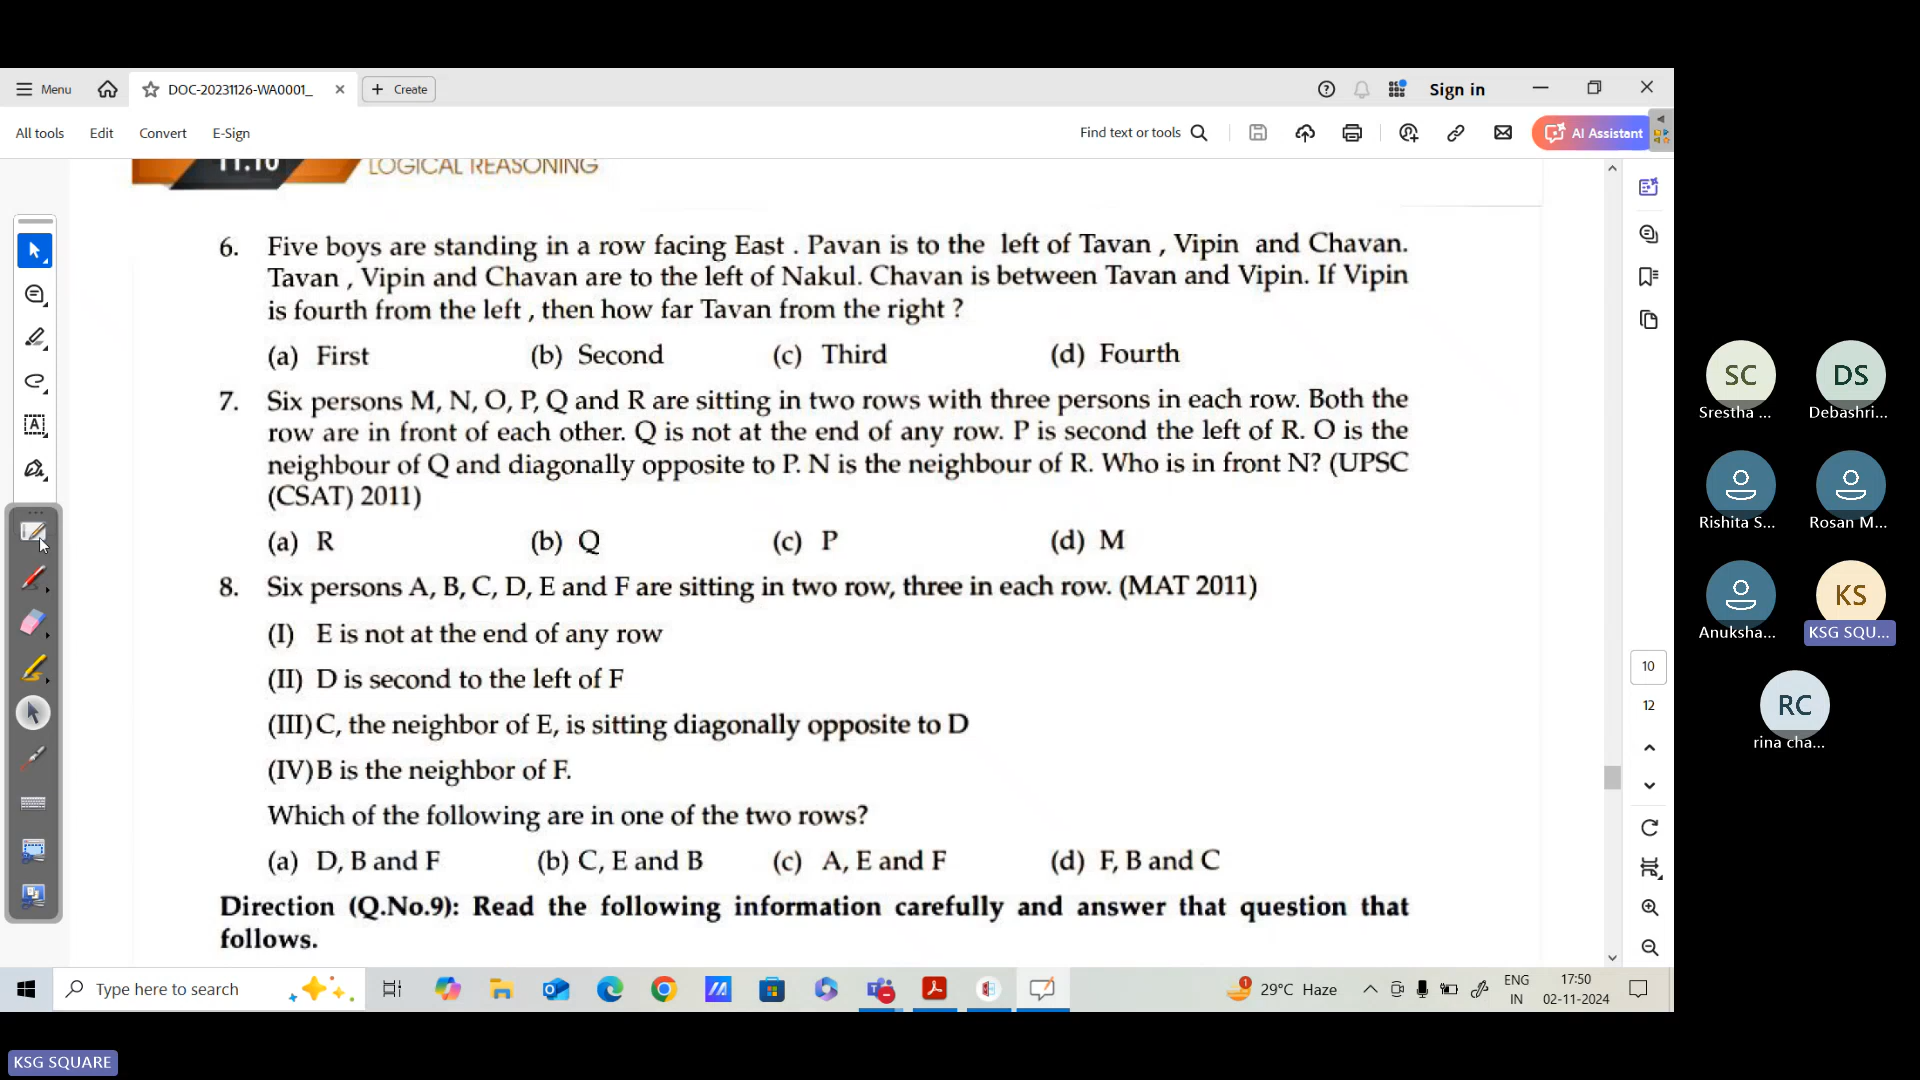 Menu
DOC-20231126-WA0001_
Create
Sign in
All tools
Edit
Convert
E-Sign
Find text or tools
AI Assistant
11.10
LOGICAL REASONING
6. Five boys are standing in a row facing East . Pavan is to the left of Tavan , Vipin and Chavan.
Tavan , Vipin and Chavan are to the left of Nakul. Chavan is between Tavan and Vipin. If Vipin
is fourth from the left , then how far Tavan from the right ?
(a) First (b) Second (c) Third (d) Fourth
7. Six persons M, N, O, P, Q and R are sitting in two rows with three persons in each row. Both the
row are in front of each other. Q is not at the end of any row. P is second the left of R. O is the
neighbour of Q and diagonally opposite to P. N is the neighbour of R. Who is in front N? (UPSC
(CSAT) 2011)
(a) R (b) Q (c) P (d) M
8. Six persons A, B, C, D, E and F are sitting in two row, three in each row. (MAT 2011)
(I) E is not at the end of any row
(II) D is second to the left of F
(III) C, the neighbor of E, is sitting diagonally opposite to D
(IV) B is the neighbor of F.
Which of the following are in one of the two rows?
(a) D, B and F (b) C, E and B (c) A, E and F (d) F, B and C
Direction (Q.No.9): Read the following information carefully and answer that question that
follows.
10
12
SC
Srestha ...
DS
Debashri...
Rishita S...
Rosan M...
Anuksha...
KS
KSG SQU...
RC
rina cha...
Type here to search
1
29°C Haze
ENG
IN
17:50
02-11-2024
KSG SQUARE